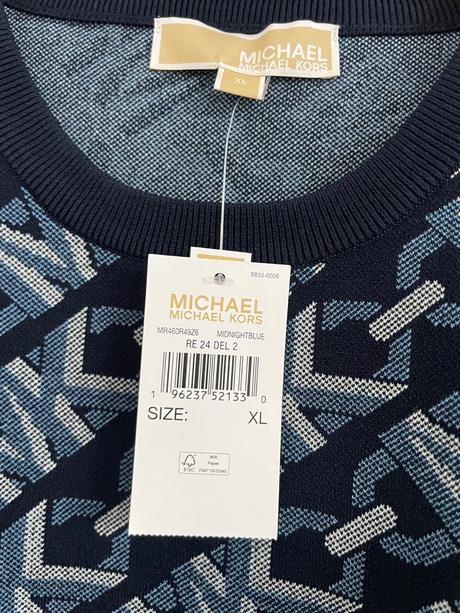 MICHAEL
MICHAEL KORS
XL
S833-0006
MICHAEL
MICHAEL KORS
MR460R49Z6 MIDNIGHTBLUE
RE 24 DEL 2
1 96237 52133 0
SIZE: XL
MIX
Paper
FSC